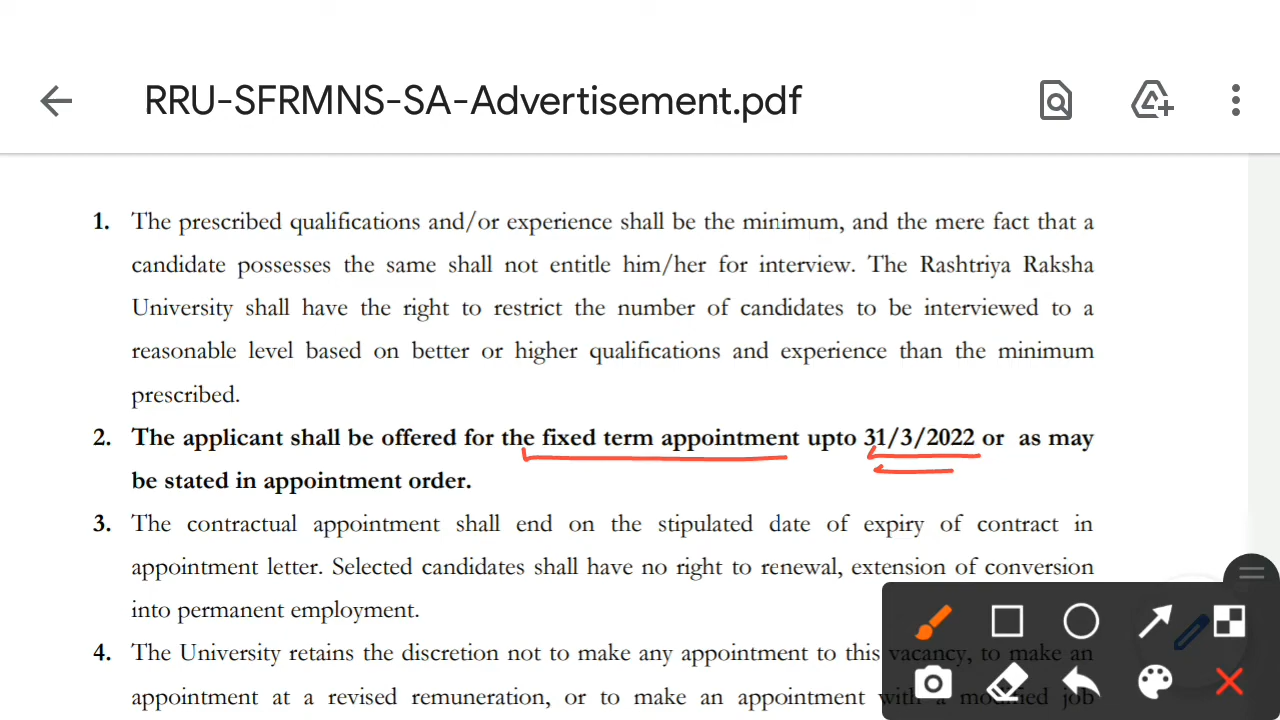 RRU-SFRMNS-SA-Advertisement.pdf
1. The prescribed qualifications and/or experience shall be the minimum, and the mere fact that a
candidate possesses the same shall not entitle him/her for interview. The Rashtriya Raksha
University shall have the right to restrict the number of candidates to be interviewed to a
reasonable level based on better or higher qualifications and experience than the minimum
prescribed.
2. The applicant shall be offered for the fixed term appointment upto 31/3/2022 or as may
be stated in appointment order.
3. The contractual appointment shall end on the stipulated date of expiry of contract in
appointment letter. Selected candidates shall have no right to renewal, extension of conversion
into permanent employment.
4. The University retains the discretion not to make any appointment to this vacancy, to make an
appointment at a revised remuneration, or to make an appointment with a modified job